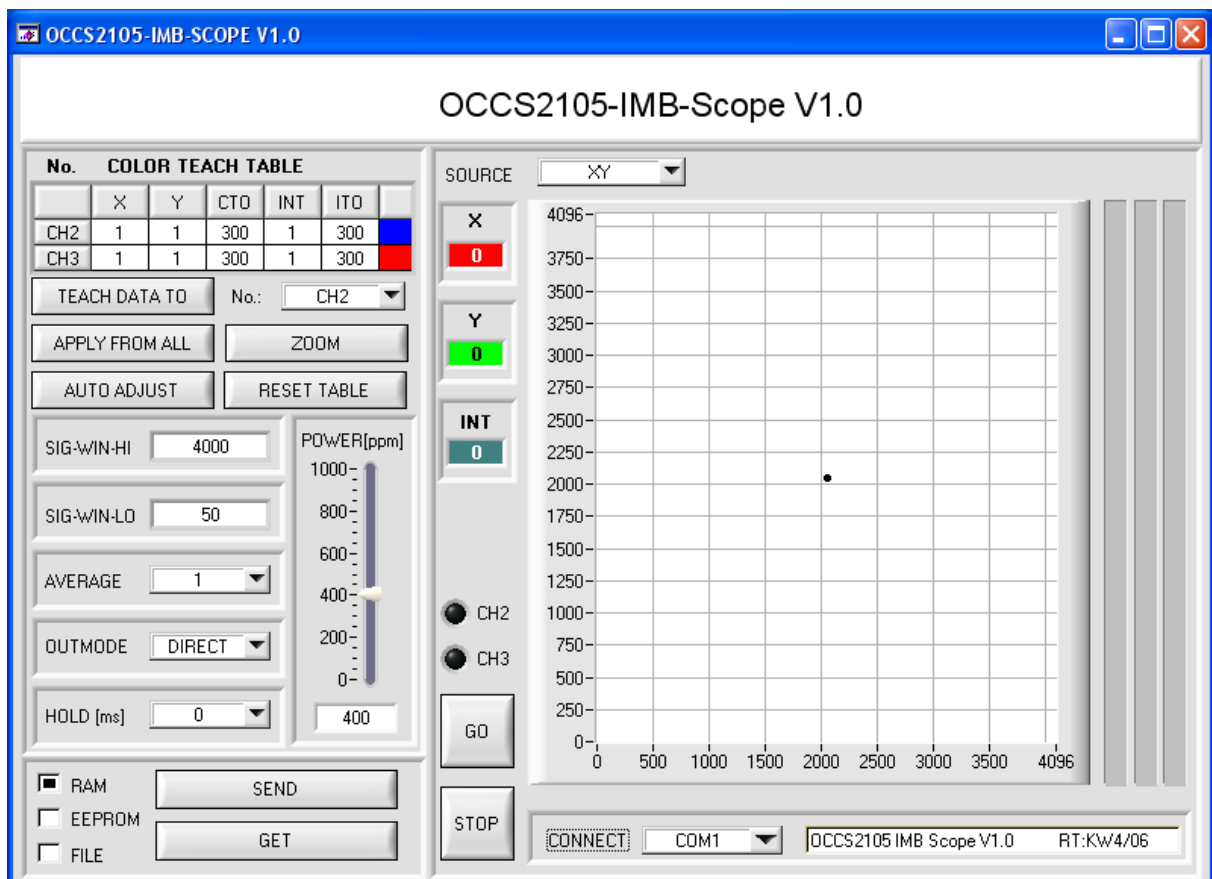 OCCS2105-IMB-SCOPE V1.0
OCCS2105-IMB-Scope V1.0
No. COLOR TEACH TABLE
X Y CTO INT ITO
CH2 1 1 300 1 300
CH3 1 1 300 1 300
TEACH DATA TO No.: CH2
APPLY FROM ALL ZOOM
AUTO ADJUST RESET TABLE
SIG-WIN-HI 4000
SIG-WIN-LO 50
AVERAGE 1
OUTMODE DIRECT
HOLD [ms] 0
POWER[ppm]
1000
800
600
400
200
0
400
RAM
EEPROM
FILE
SEND
GET
SOURCE XY
X
0
Y
0
INT
0
CH2
CH3
GO
STOP
4096
3750
3500
3250
3000
2750
2500
2250
2000
1750
1500
1250
1000
750
500
250
0
0 500 1000 1500 2000 2500 3000 3500 4096
CONNECT COM1 OCCS2105 IMB Scope V1.0 RT:KW4/06